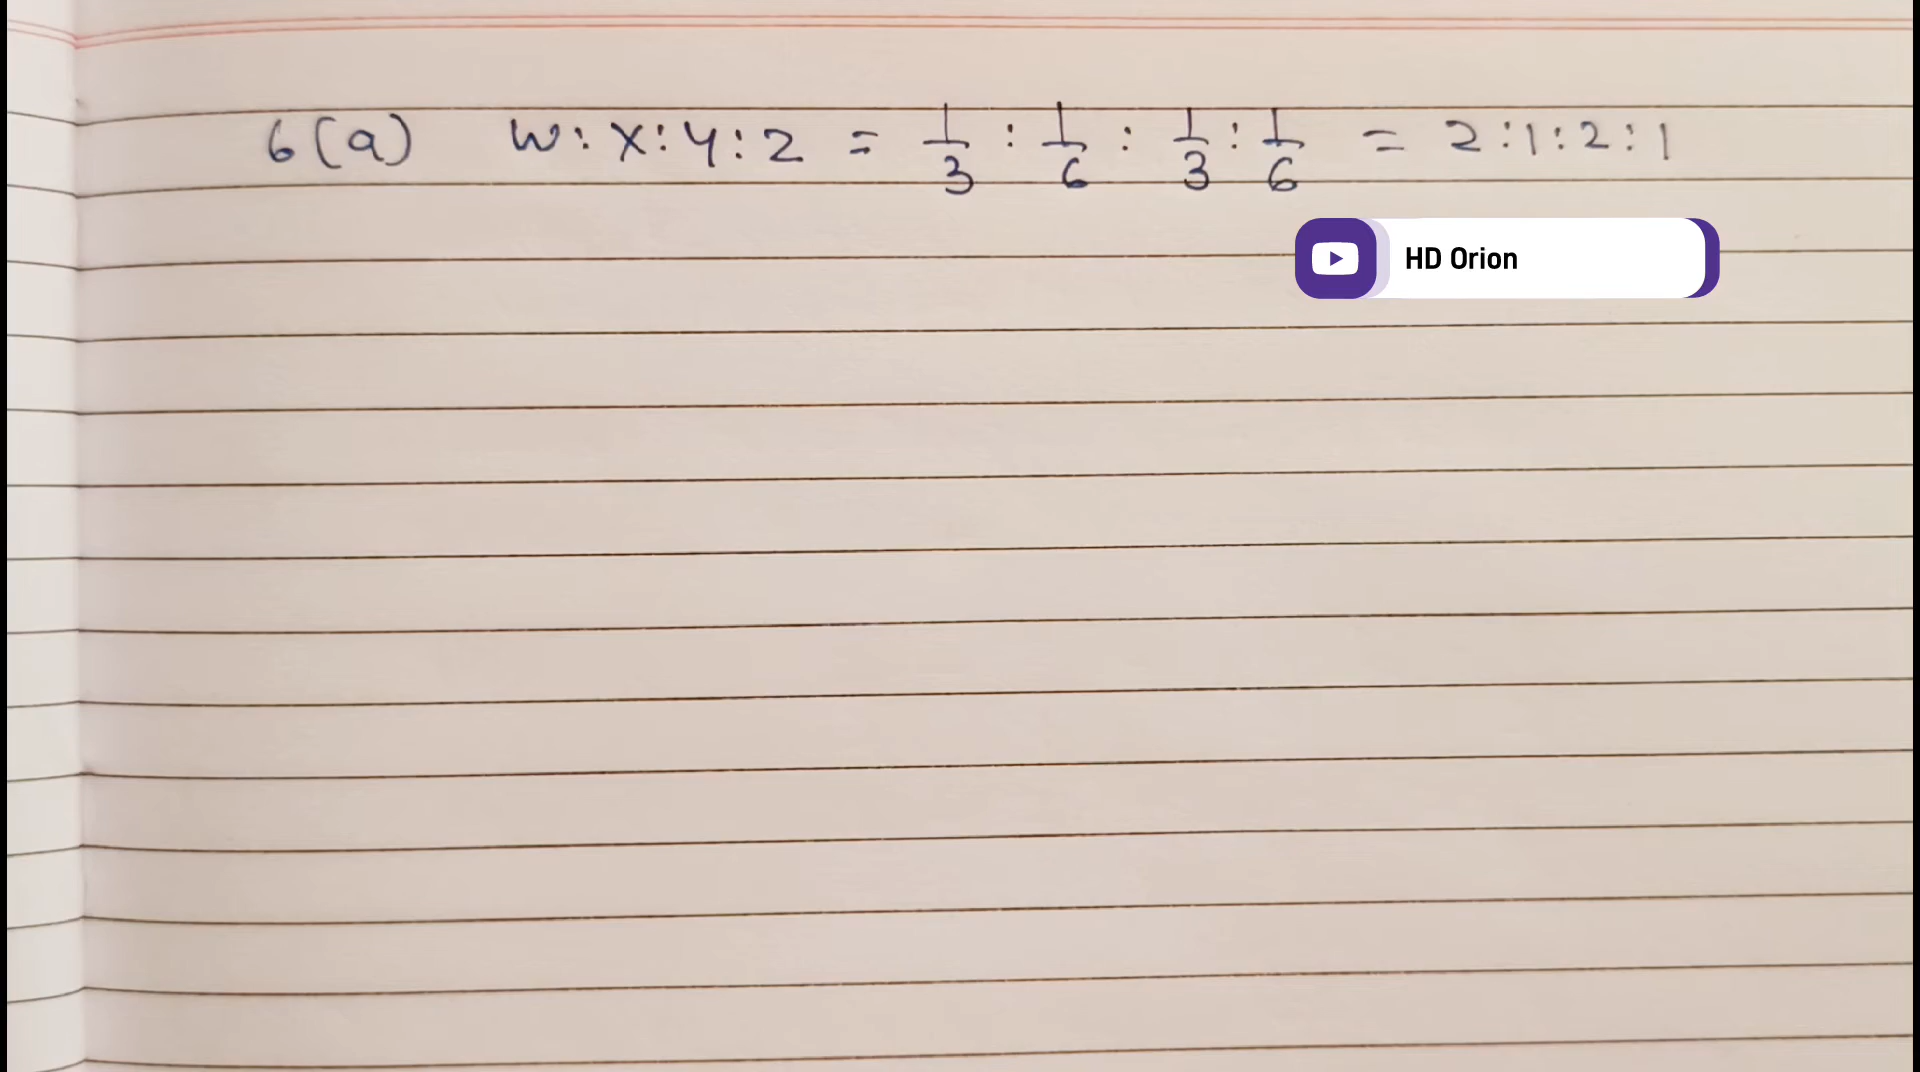 6(a) W:X:Y:Z = 1/3 : 1/6 : 1/3 : 1/6 = 2:1:2:1
HD Orion